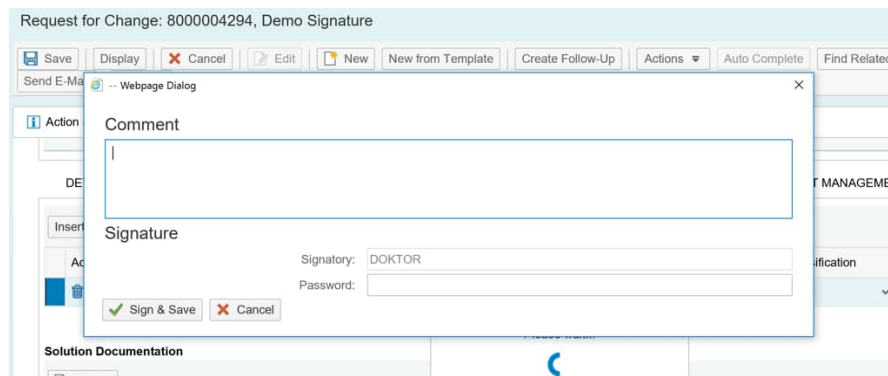 Request for Change: 8000004294, Demo Signature
Save Display Cancel Edit New New from Template Create Follow-Up Actions Auto Complete Find Related
Send E-Ma
-- Webpage Dialog
Action
Comment
DE
T MANAGEME
Insert
Signature
Ac
Signatory: DOKTOR
ification
Password:
Sign & Save Cancel
Solution Documentation